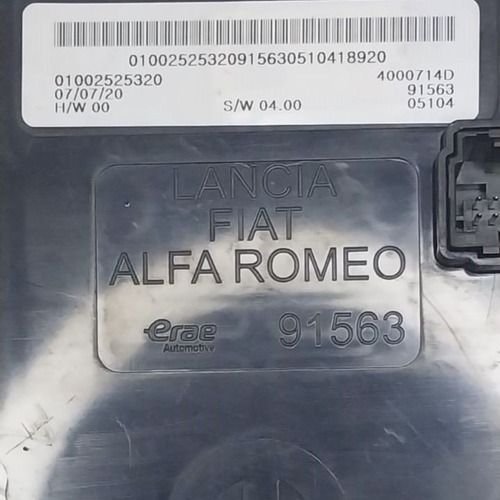 01002525320915630510418920
01002525320 4000714D
07/07/20 91563
H/W 00 S/W 04.00 05104
LANCIA
FIAT
ALFA ROMEO
erae 91563
Automotive